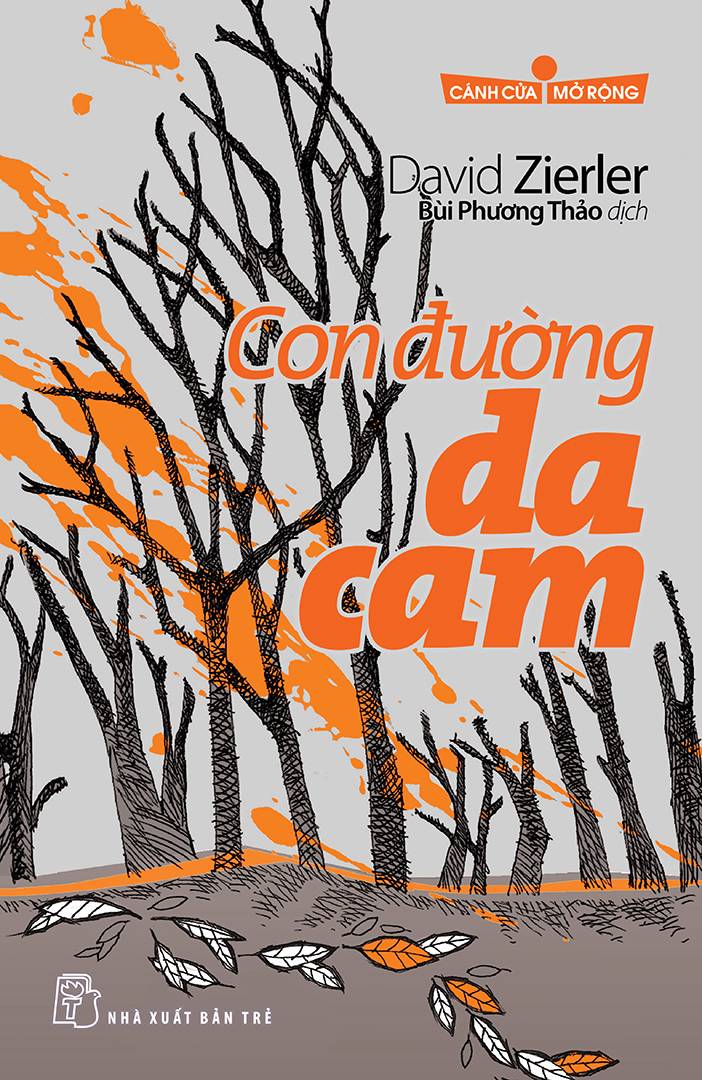 CÁNH CỬA MỞ RỘNG
David Zierler
Bùi Phương Thảo dịch
Con đường
da
cam
T
NHÀ XUẤT BẢN TRẺ